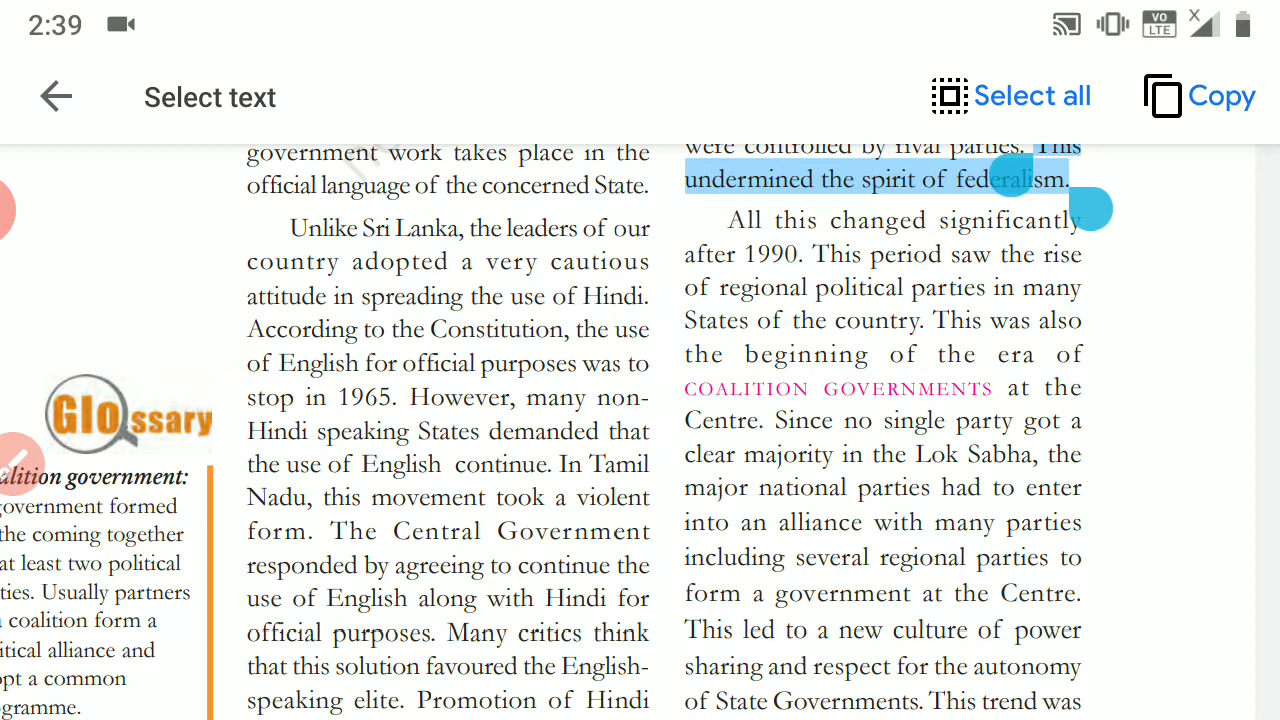 2:39
VO LTE
X
Select text
Select all
Copy
government work takes place in the
official language of the concerned State.
Unlike Sri Lanka, the leaders of our
country adopted a very cautious
attitude in spreading the use of Hindi.
According to the Constitution, the use
of English for official purposes was to
stop in 1965. However, many non-
Hindi speaking States demanded that
the use of English continue. In Tamil
Nadu, this movement took a violent
form. The Central Government
responded by agreeing to continue the
use of English along with Hindi for
official purposes. Many critics think
that this solution favoured the English-
speaking elite. Promotion of Hindi
were controlled by rival parties. This
undermined the spirit of federalism.
All this changed significantly
after 1990. This period saw the rise
of regional political parties in many
States of the country. This was also
the beginning of the era of
COALITION GOVERNMENTS at the
Centre. Since no single party got a
clear majority in the Lok Sabha, the
major national parties had to enter
into an alliance with many parties
including several regional parties to
form a government at the Centre.
This led to a new culture of power
sharing and respect for the autonomy
of State Governments. This trend was
Glossary
alition government:
government formed
the coming together
at least two political
ties. Usually partners
a coalition form a
itical alliance and
opt a common
gramme.